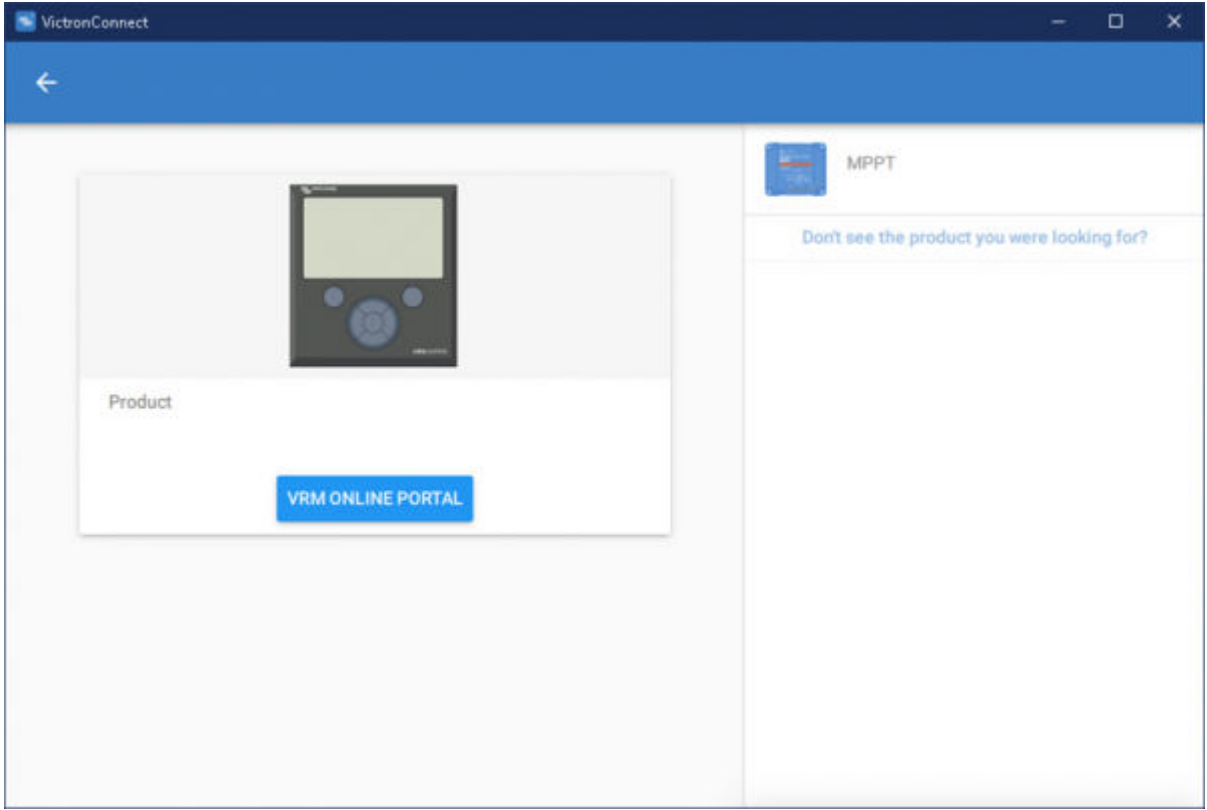 VictronConnect
Product
VRM ONLINE PORTAL
MPPT
Don't see the product you were looking for?